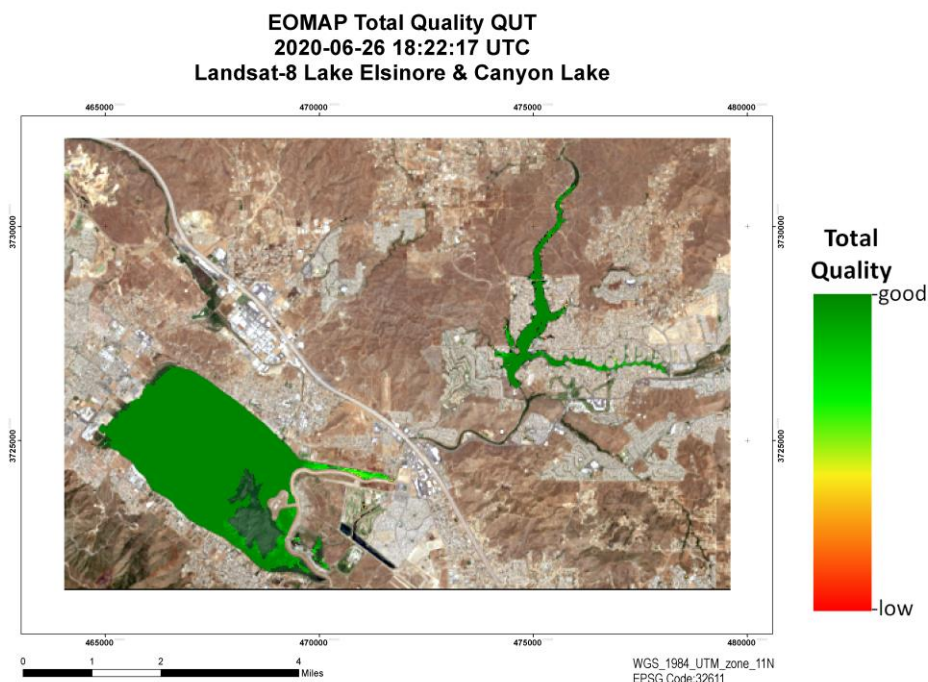 EOMAP Total Quality QUT
2020-06-26 18:22:17 UTC
Landsat-8 Lake Elsinore & Canyon Lake
465000 470000 475000 480000
3730000 3730000
Total
Quality
good
3725000 3725000
low
465000 470000 475000 480000
0 1 2 4
Miles
WGS_1984_UTM_zone_11N
EPSG Code:32611